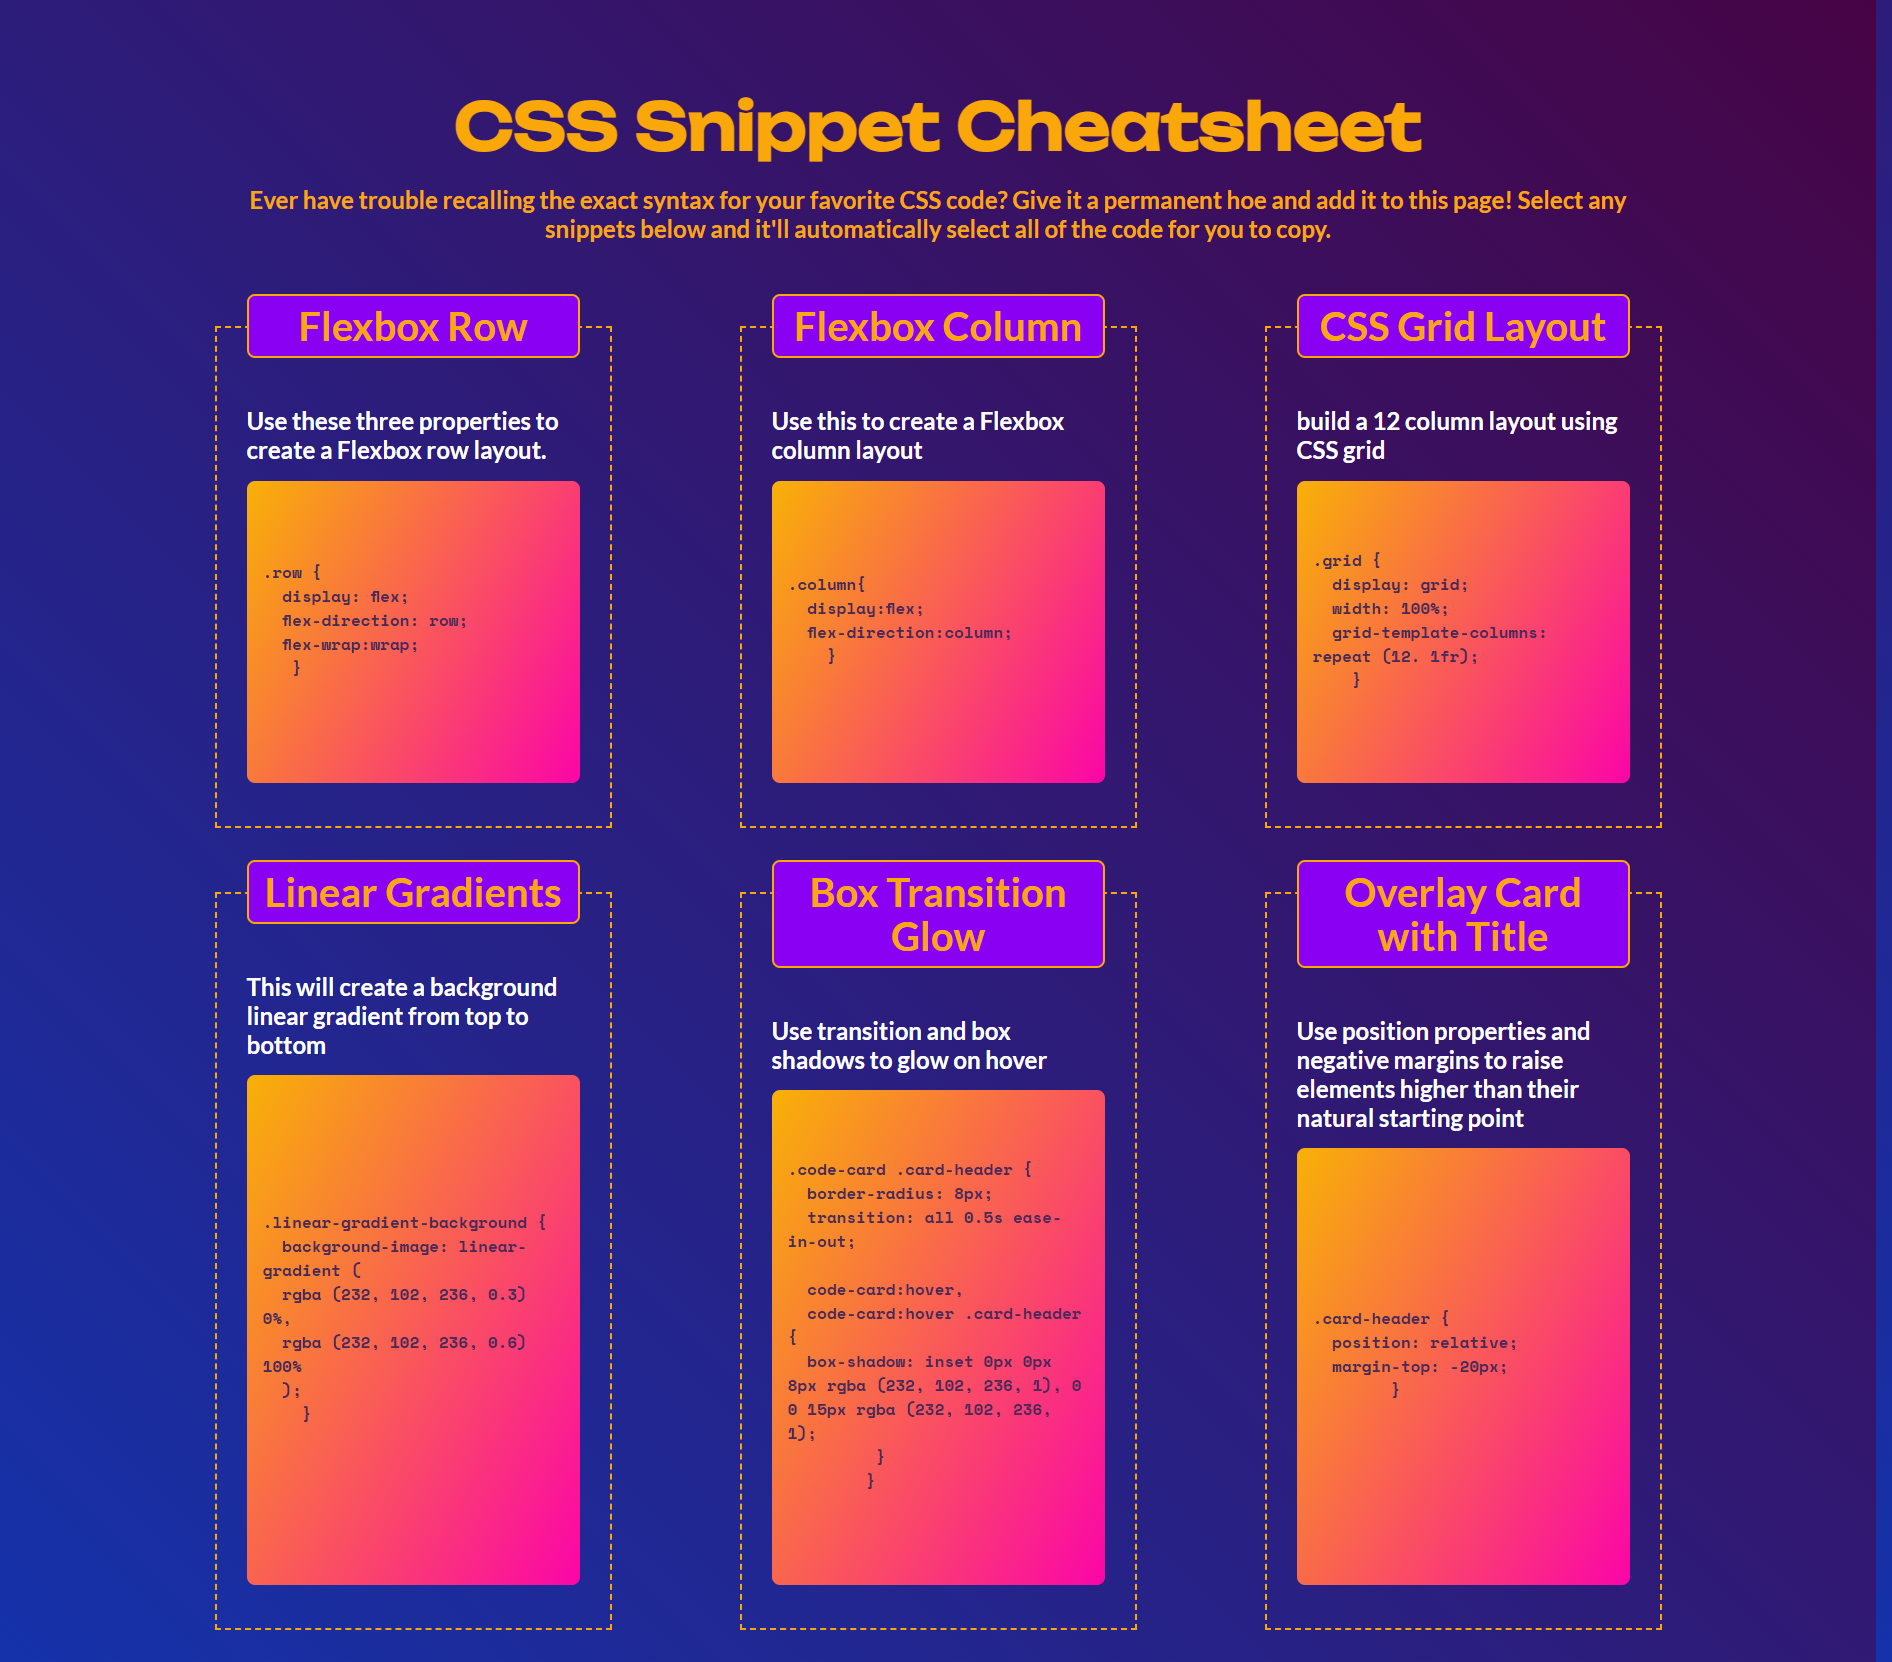 CSS Snippet Cheatsheet
Ever have trouble recalling the exact syntax for your favorite CSS code? Give it a permanent hoe and add it to this page! Select any
snippets below and it'll automatically select all of the code for you to copy.
Flexbox Row
Use these three properties to
create a Flexbox row layout.
.row {
display: flex;
flex-direction: row;
flex-wrap:wrap;
}
Flexbox Column
Use this to create a Flexbox
column layout
.column{
display:flex;
flex-direction:column;
}
CSS Grid Layout
build a 12 column layout using
CSS grid
.grid {
display: grid;
width: 100%;
grid-template-columns:
repeat (12. 1fr);
}
Linear Gradients
This will create a background
linear gradient from top to
bottom
.linear-gradient-background {
background-image: linear-
gradient (
rgba (232, 102, 236, 0.3)
0%,
rgba (232, 102, 236, 0.6)
100%
);
}
Box Transition
Glow
Use transition and box
shadows to glow on hover
.code-card .card-header {
border-radius: 8px;
transition: all 0.5s ease-
in-out;
code-card:hover,
code-card:hover .card-header
{
box-shadow: inset 0px 0px
8px rgba (232, 102, 236, 1), 0
0 15px rgba (232, 102, 236,
1);
}
}
Overlay Card
with Title
Use position properties and
negative margins to raise
elements higher than their
natural starting point
.card-header {
position: relative;
margin-top: -20px;
}